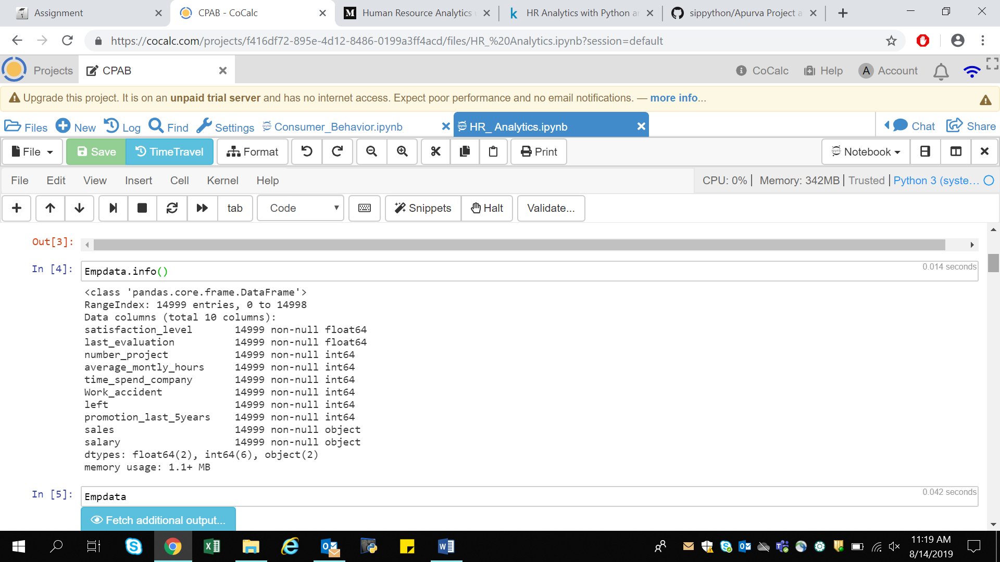 Assignment
CPAB - CoCalc
M Human Resource Analytics
k HR Analytics with Python a
sippython/Apurva Project a
https://cocalc.com/projects/f416df72-895e-4d12-8486-0199a3ff4acd/files/HR_%20Analytics.ipynb?session=default
Projects
CPAB
CoCalc
Help
A Account
Upgrade this project. It is on an unpaid trial server and has no internet access. Expect poor performance and no email notifications. — more info...
Files
New
Log
Find
Settings
Consumer_Behavior.ipynb
HR_ Analytics.ipynb
Chat
Share
File
Save
TimeTravel
Format
Print
Notebook
File Edit View Insert Cell Kernel Help
CPU: 0% | Memory: 342MB | Trusted | Python 3 (syste...
tab
Code
Snippets
Halt
Validate...
Out[3]:
In [4]: Empdata.info()
0.014 seconds
<class 'pandas.core.frame.DataFrame'>
RangeIndex: 14999 entries, 0 to 14998
Data columns (total 10 columns):
satisfaction_level 14999 non-null float64
last_evaluation 14999 non-null float64
number_project 14999 non-null int64
average_montly_hours 14999 non-null int64
time_spend_company 14999 non-null int64
Work_accident 14999 non-null int64
left 14999 non-null int64
promotion_last_5years 14999 non-null int64
sales 14999 non-null object
salary 14999 non-null object
dtypes: float64(2), int64(6), object(2)
memory usage: 1.1+ MB
In [5]: Empdata
0.042 seconds
Fetch additional output...
11:19 AM
8/14/2019